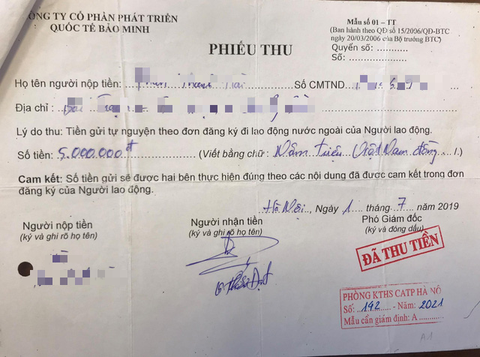 CÔNG TY CỔ PHẦN PHÁT TRIỂN
QUỐC TẾ BẢO MINH
Mẫu số 01 – TT
(Ban hành theo QĐ số 15/2006/QĐ-BTC
ngày 20/03/2006 của Bộ trưởng BTC)
Quyển số:
Số:
PHIẾU THU
Họ tên người nộp tiền: Số CMTND
Địa chỉ :
Lý do thu: Tiền gửi tự nguyện theo đơn đăng ký đi lao động nước ngoài của Người lao động.
Số tiền: 5.000.000đ (Viết bằng chữ : Năm triệu Việt Nam đồng ./.)
Cam kết: Số tiền gửi sẽ được hai bên thực hiện đúng theo các nội dung đã được cam kết trong đơn
đăng ký của Người lao động.
Hà Nội, Ngày 1 tháng 7 năm 2019
Người nộp tiền Người nhận tiền Phó Giám đốc
(ký và ghi rõ họ tên) (ký và ghi rõ họ tên) (ký và đóng dấu)
ĐÃ THU TIỀN
PHÒNG KTHS CATP HÀ NỘI
Số: 142 - Năm: 2021
Mẫu cần giám định: A
A1